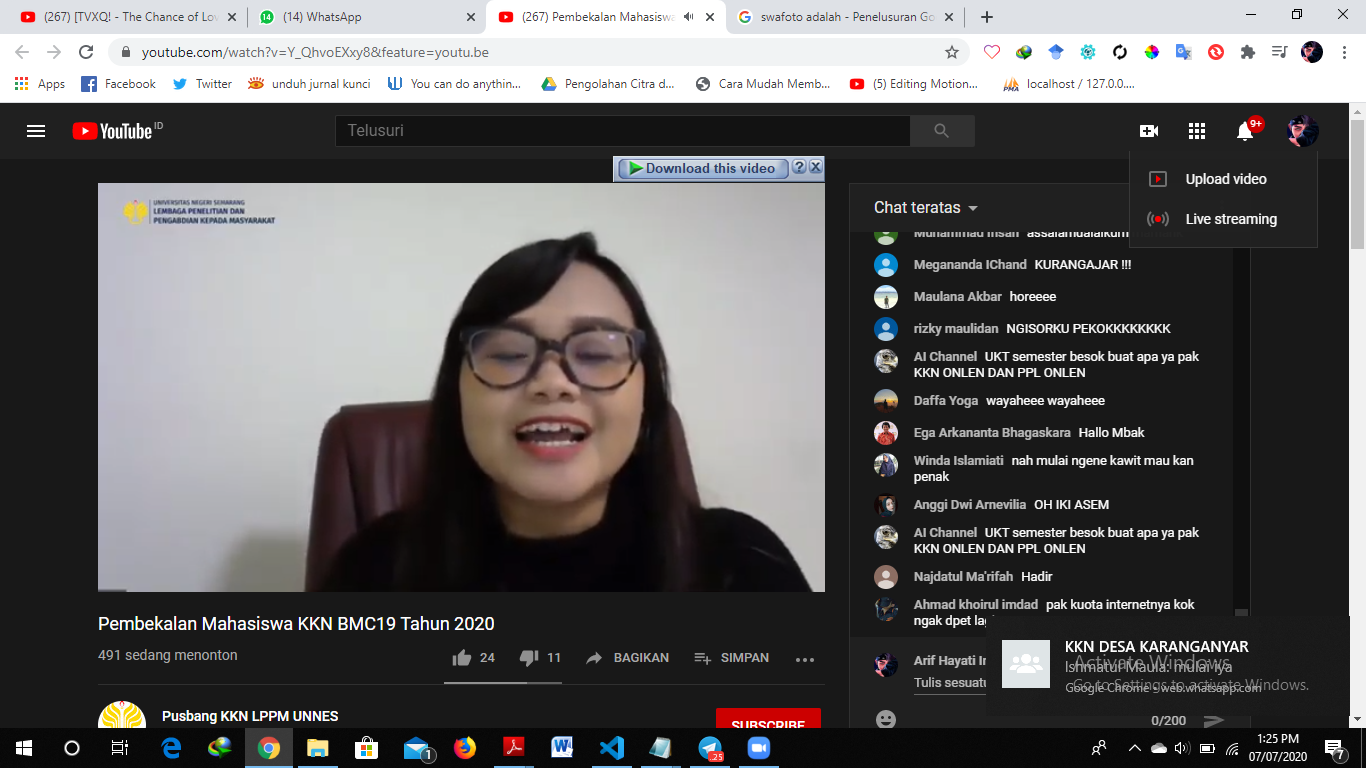 (267) [TVXQ! - The Chance of Lov
(14) WhatsApp
(267) Pembekalan Mahasiswa
swafoto adalah - Penelusuran Go
youtube.com/watch?v=Y_QhvoEXxy8&feature=youtu.be
Apps
Facebook
Twitter
unduh jurnal kunci
You can do anythin...
Pengolahan Citra d...
Cara Mudah Memb...
(5) Editing Motion...
localhost / 127.0.0....
YouTube ID
Telusuri
9+
Upload video
Live streaming
Download this video
UNIVERSITAS NEGERI SEMARANG
LEMBAGA PENELITIAN DAN
PENGABDIAN KEPADA MASYARAKAT
Pembekalan Mahasiswa KKN BMC19 Tahun 2020
491 sedang menonton
24
11
BAGIKAN
SIMPAN
Pusbang KKN LPPM UNNES
SUBSCRIBE
Chat teratas
Muhammad Ihsan
Megananda IChand KURANGAJAR !!!
Maulana Akbar horeeee
rizky maulidan NGISORKU PEKOKKKKKKKK
AI Channel UKT semester besok buat apa ya pak
KKN ONLEN DAN PPL ONLEN
Daffa Yoga wayaheee wayaheee
Ega Arkananta Bhagaskara Hallo Mbak
Winda Islamiati nah mulai ngene kawit mau kan
penak
Anggi Dwi Arnevilia OH IKI ASEM
AI Channel UKT semester besok buat apa ya pak
KKN ONLEN DAN PPL ONLEN
Najdatul Ma'rifah Hadir
Ahmad khoirul imdad pak kuota internetnya kok
ngak dpet lag
Arif Hayati
Tulis sesuatu
0/200
KKN DESA KARANGANYAR
Ishmatul Maula: mulai iya
Google Chrome • web.whatsapp.com
Activate Windows
Go to Settings to activate Windows.
1
25
1:25 PM
07/07/2020
7